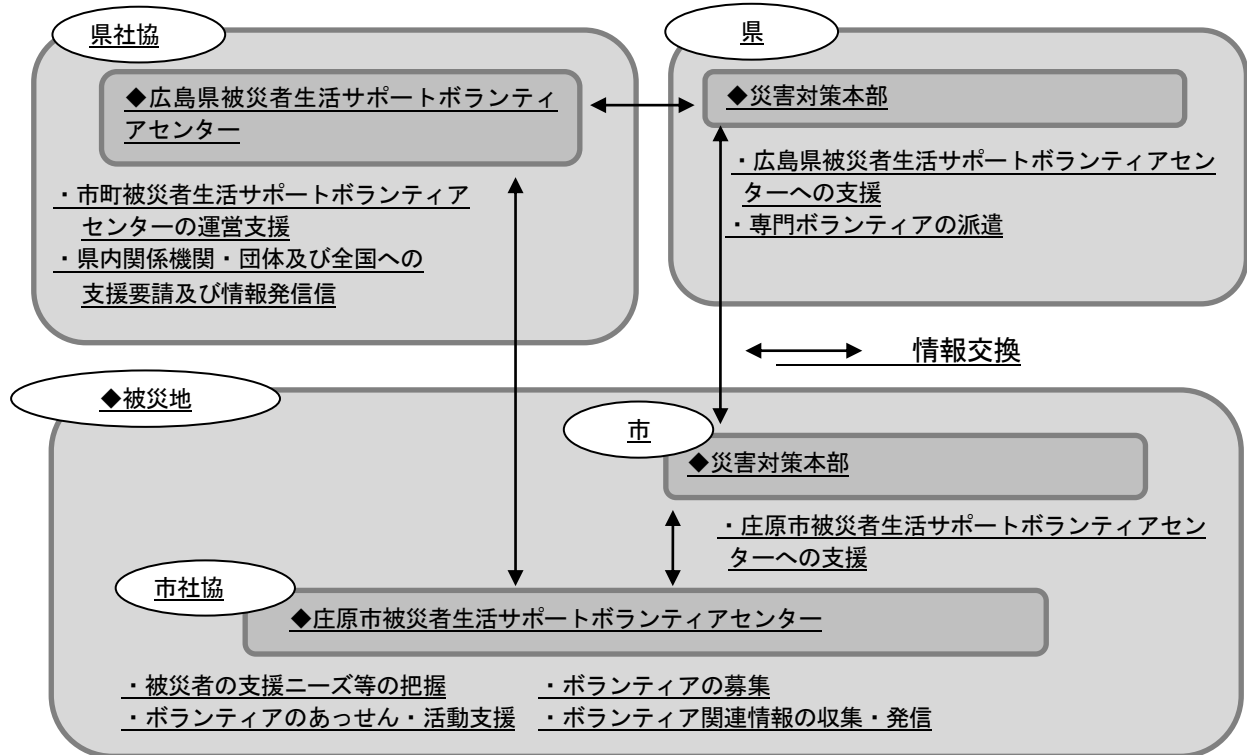 県社協
◆広島県被災者生活サポートボランティ
アセンター
・市町被災者生活サポートボランティア
センターの運営支援
・県内関係機関・団体及び全国への
支援要請及び情報発信信
県
◆災害対策本部
・広島県被災者生活サポートボランティアセン
ターへの支援
・専門ボランティアの派遣
情報交換
◆被災地
市
◆災害対策本部
・庄原市被災者生活サポートボランティアセン
ターへの支援
市社協
◆庄原市被災者生活サポートボランティアセンター
・被災者の支援ニーズ等の把握
・ボランティアのあっせん・活動支援
・ボランティアの募集
・ボランティア関連情報の収集・発信